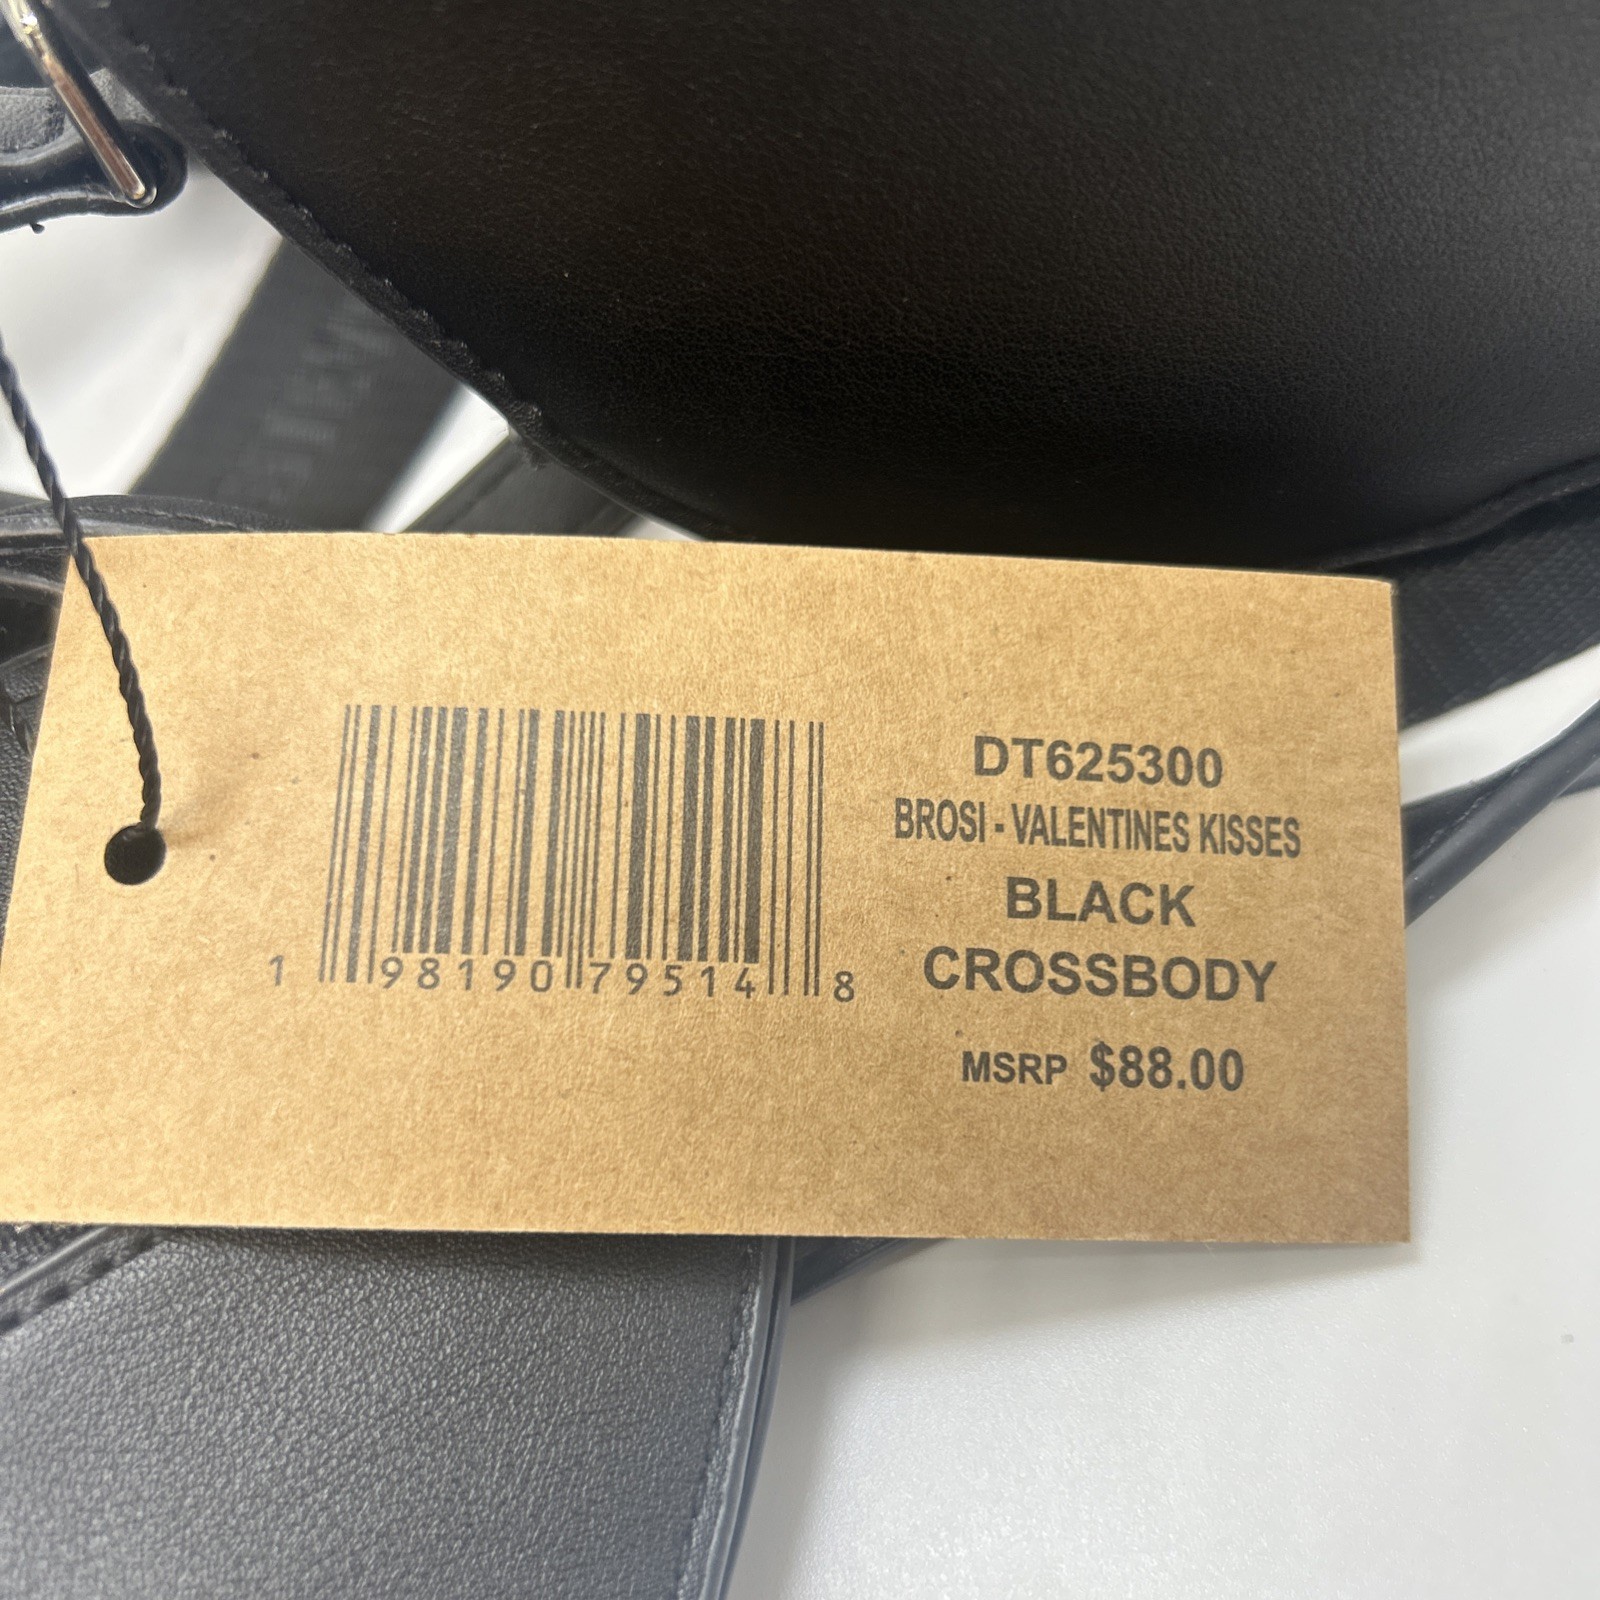 DT625300
BROSI - VALENTINES KISSES
BLACK
CROSSBODY
MSRP $88.00
1 98190 79514 8